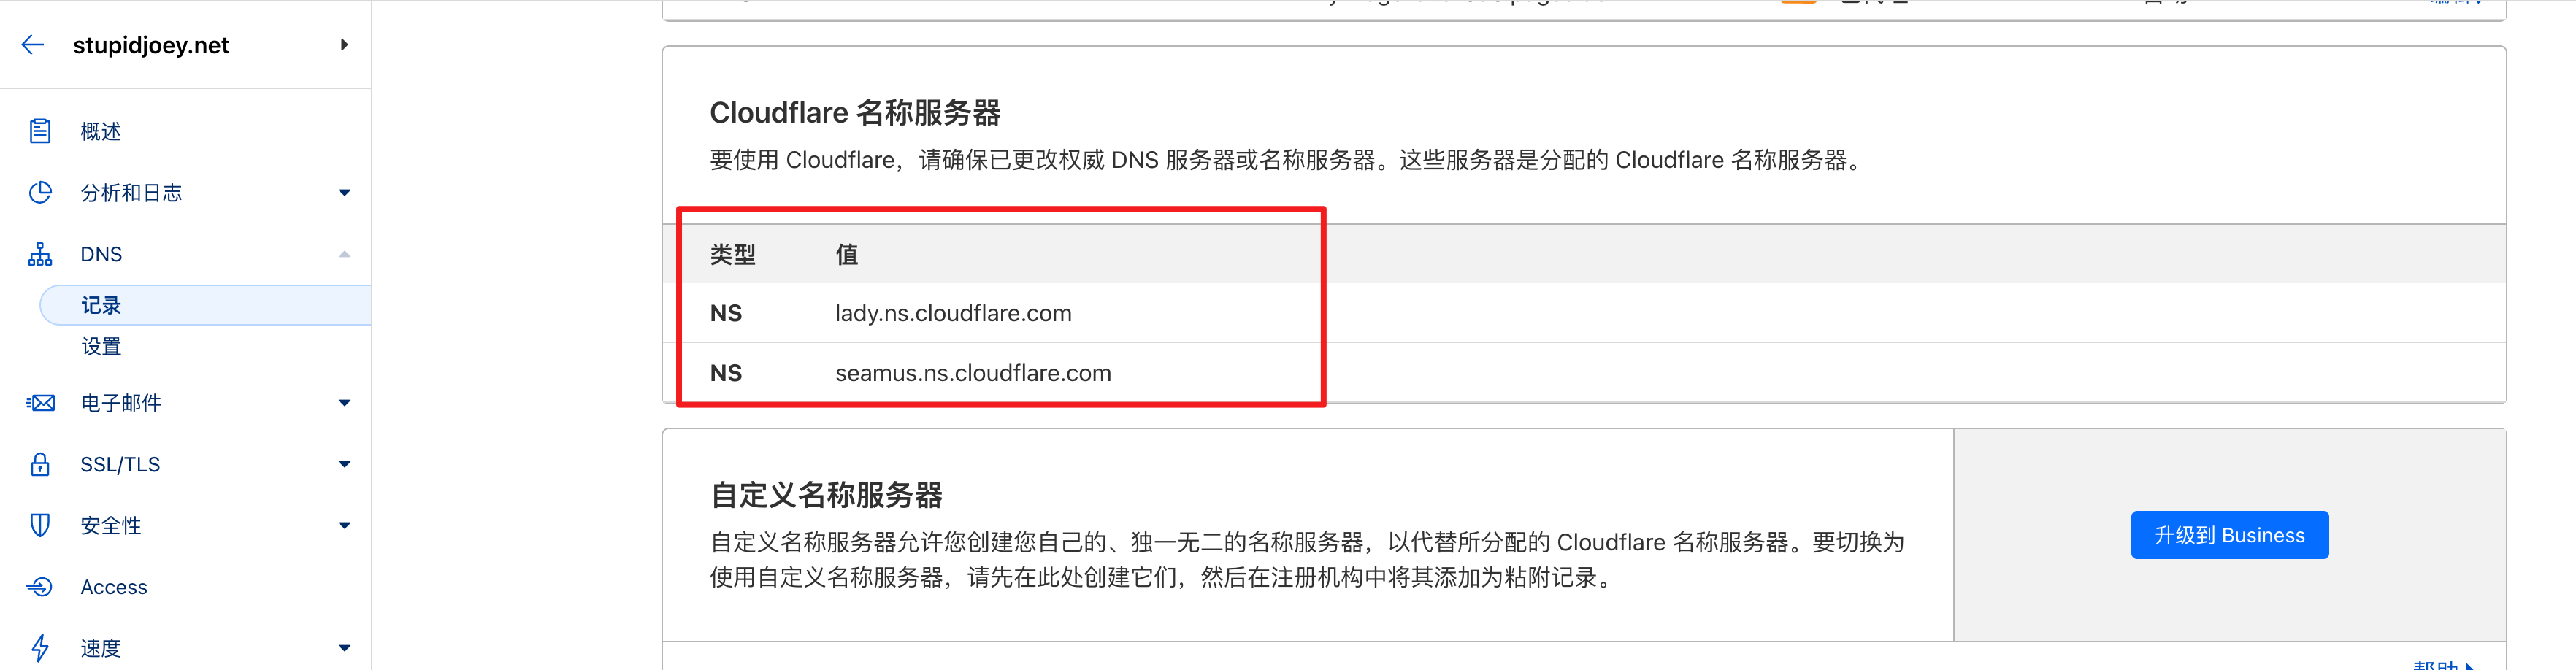 stupidjoey.net
概述
分析和日志
DNS
记录
设置
电子邮件
SSL/TLS
安全性
Access
速度
Cloudflare 名称服务器
要使用 Cloudflare，请确保已更改权威 DNS 服务器或名称服务器。这些服务器是分配的 Cloudflare 名称服务器。
类型 值
NS lady.ns.cloudflare.com
NS seamus.ns.cloudflare.com
自定义名称服务器
自定义名称服务器允许您创建您自己的、独一无二的名称服务器，以代替所分配的 Cloudflare 名称服务器。要切换为
使用自定义名称服务器，请先在此处创建它们，然后在注册机构中将其添加为粘附记录。
升级到 Business
帮助